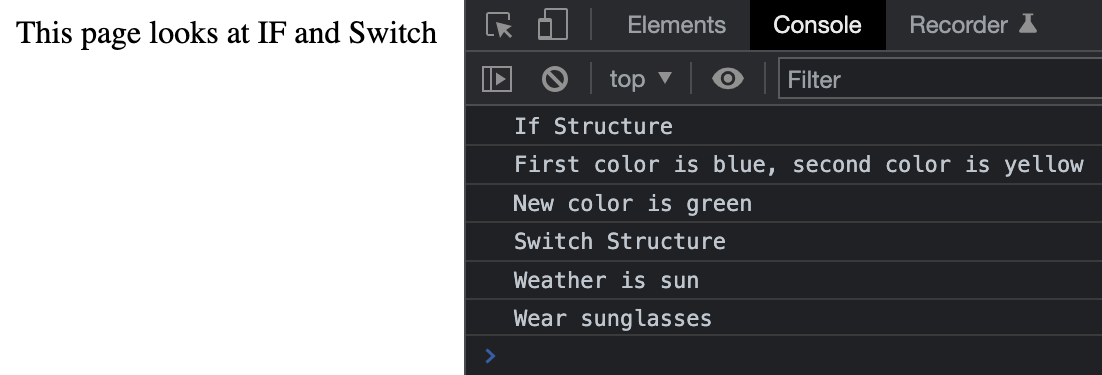 This page looks at IF and Switch
Elements Console Recorder
top Filter
If Structure
First color is blue, second color is yellow
New color is green
Switch Structure
Weather is sun
Wear sunglasses